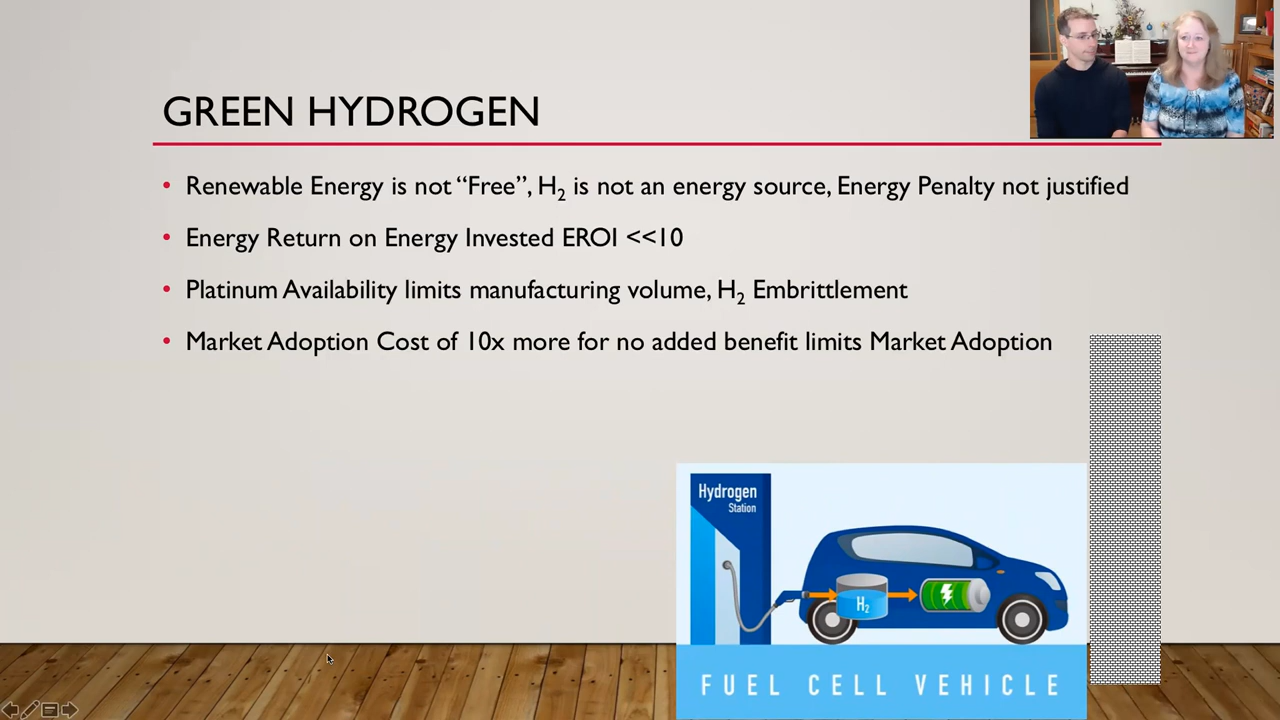 GREEN HYDROGEN
• Renewable Energy is not “Free”, H₂ is not an energy source, Energy Penalty not justified
• Energy Return on Energy Invested EROI <<10
• Platinum Availability limits manufacturing volume, H₂ Embrittlement
• Market Adoption Cost of 10x more for no added benefit limits Market Adoption
Hydrogen
Station
H₂
FUEL CELL VEHICLE